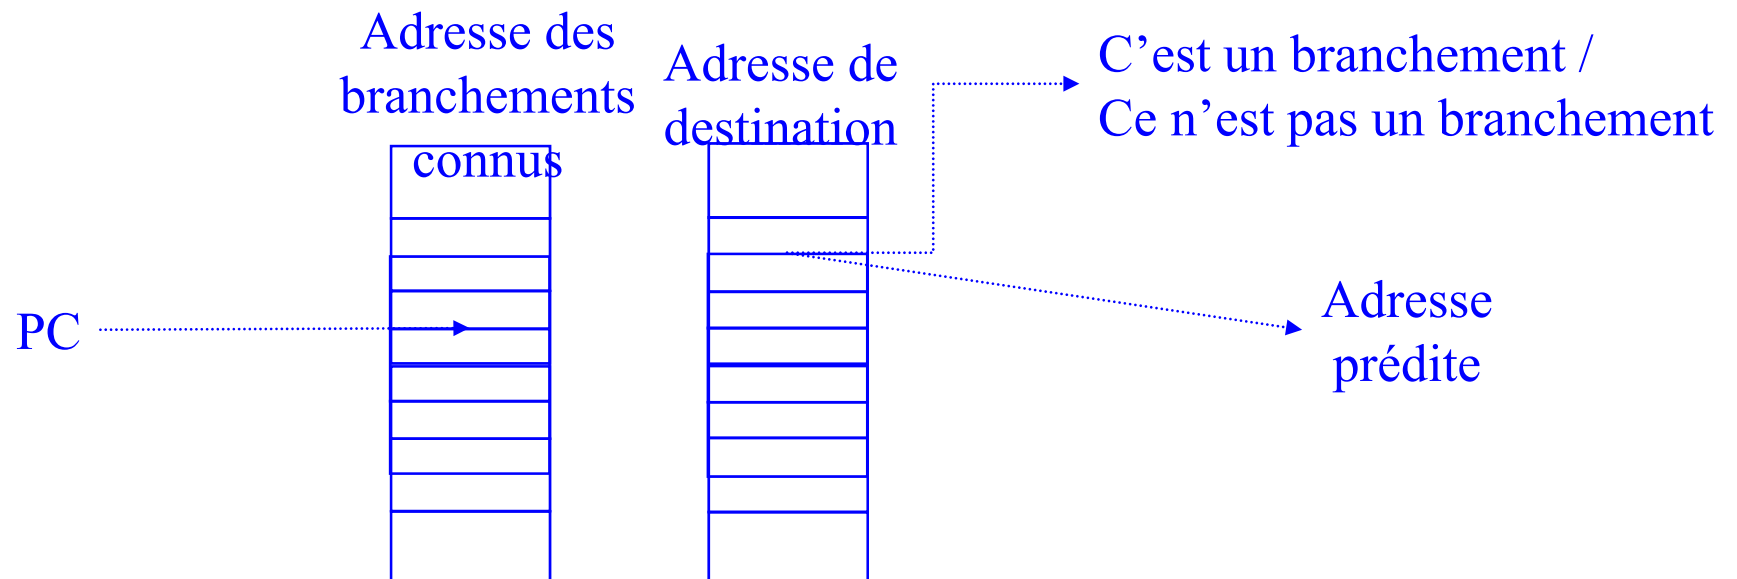 Adresse des
branchements
connus
Adresse de
destination
C’est un branchement /
Ce n’est pas un branchement
PC
Adresse
prédite